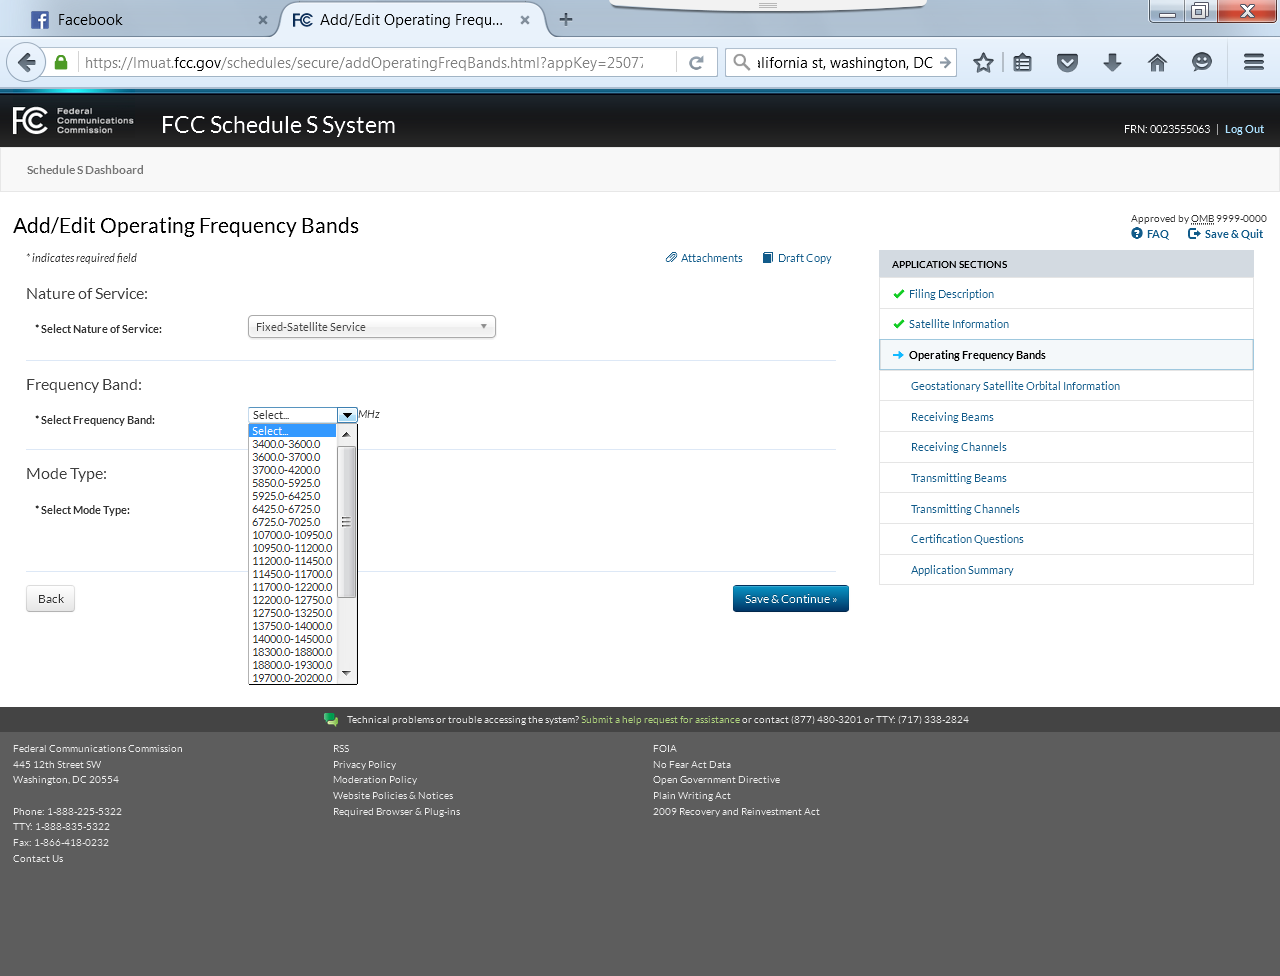 Facebook
Add/Edit Operating Frequ...
https://lmuat.fcc.gov/schedules/secure/addOperatingFreqBands.html?appKey=25077
alifornia st, washington, DC
FCC Federal Communications Commission
FCC Schedule S System
FRN: 0023555063 | Log Out
Schedule S Dashboard
Add/Edit Operating Frequency Bands
Approved by OMB 9999-0000
FAQ Save & Quit
* indicates required field
Attachments Draft Copy
Nature of Service:
* Select Nature of Service: Fixed-Satellite Service
Frequency Band:
* Select Frequency Band: Select... MHz
Select...
3400.0-3600.0
3600.0-3700.0
3700.0-4200.0
5850.0-5925.0
5925.0-6425.0
6425.0-6725.0
6725.0-7025.0
10700.0-10950.0
10950.0-11200.0
11200.0-11450.0
11450.0-11700.0
11700.0-12200.0
12200.0-12750.0
12750.0-13250.0
13750.0-14000.0
14000.0-14500.0
18300.0-18800.0
18800.0-19300.0
19700.0-20200.0
Mode Type:
* Select Mode Type:
Back
Save & Continue »
APPLICATION SECTIONS
Filing Description
Satellite Information
Operating Frequency Bands
Geostationary Satellite Orbital Information
Receiving Beams
Receiving Channels
Transmitting Beams
Transmitting Channels
Certification Questions
Application Summary
Technical problems or trouble accessing the system? Submit a help request for assistance or contact (877) 480-3201 or TTY: (717) 338-2824
Federal Communications Commission
445 12th Street SW
Washington, DC 20554
Phone: 1-888-225-5322
TTY: 1-888-835-5322
Fax: 1-866-418-0232
Contact Us
RSS
Privacy Policy
Moderation Policy
Website Policies & Notices
Required Browser & Plug-ins
FOIA
No Fear Act Data
Open Government Directive
Plain Writing Act
2009 Recovery and Reinvestment Act